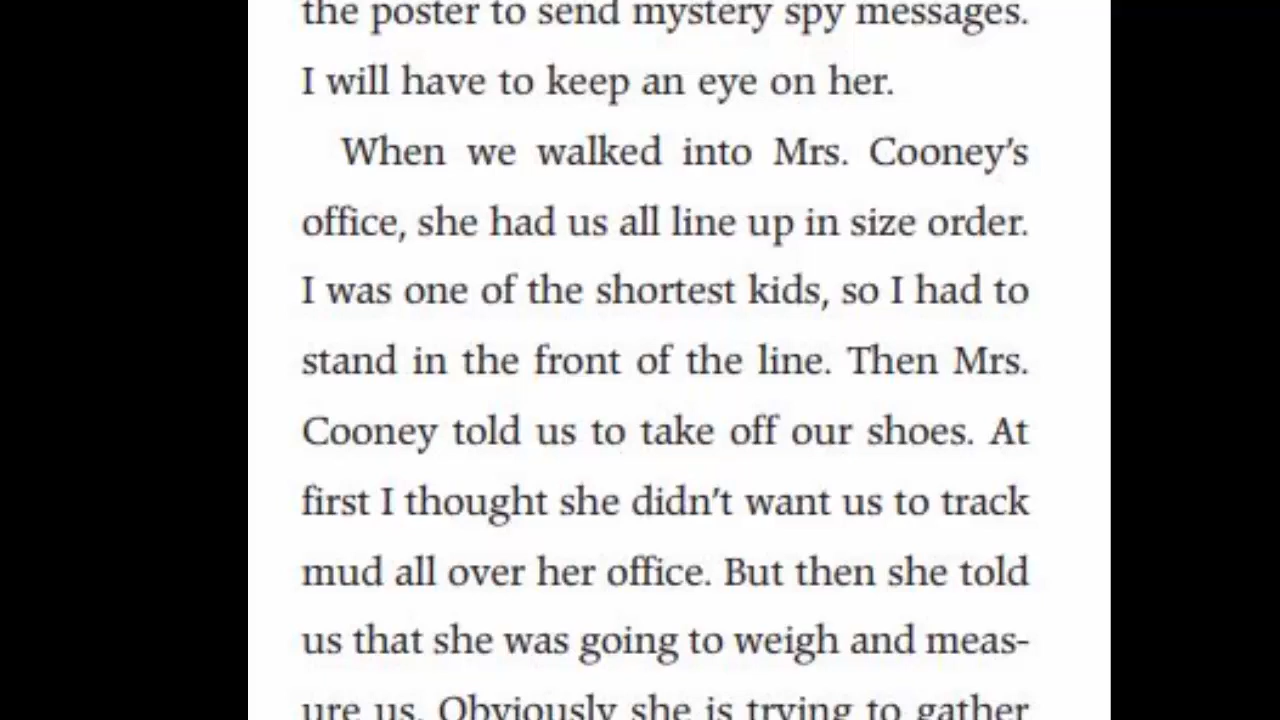 the poster to send mystery spy messages.
I will have to keep an eye on her.
When we walked into Mrs. Cooney’s
office, she had us all line up in size order.
I was one of the shortest kids, so I had to
stand in the front of the line. Then Mrs.
Cooney told us to take off our shoes. At
first I thought she didn’t want us to track
mud all over her office. But then she told
us that she was going to weigh and meas-
ure us. Obviously she is trying to gather